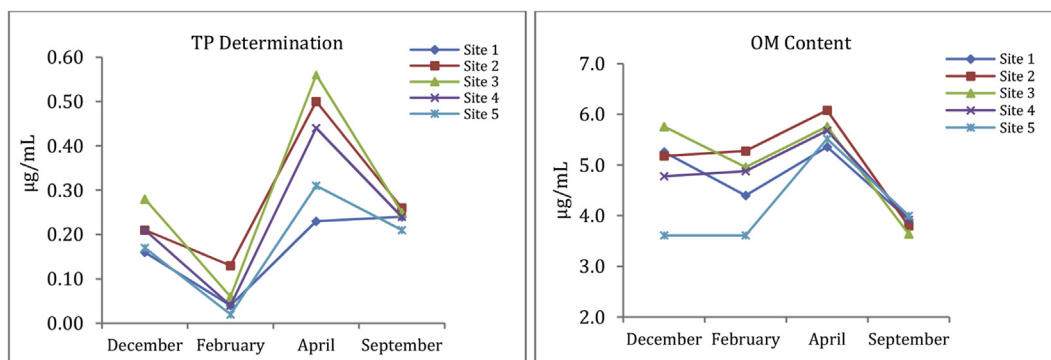 TP Determination
µg/mL
0.60
0.50
0.40
0.30
0.20
0.10
0.00
December February April September
Site 1
Site 2
Site 3
Site 4
Site 5
OM Content
µg/mL
7.0
6.0
5.0
4.0
3.0
2.0
December February April September
Site 1
Site 2
Site 3
Site 4
Site 5